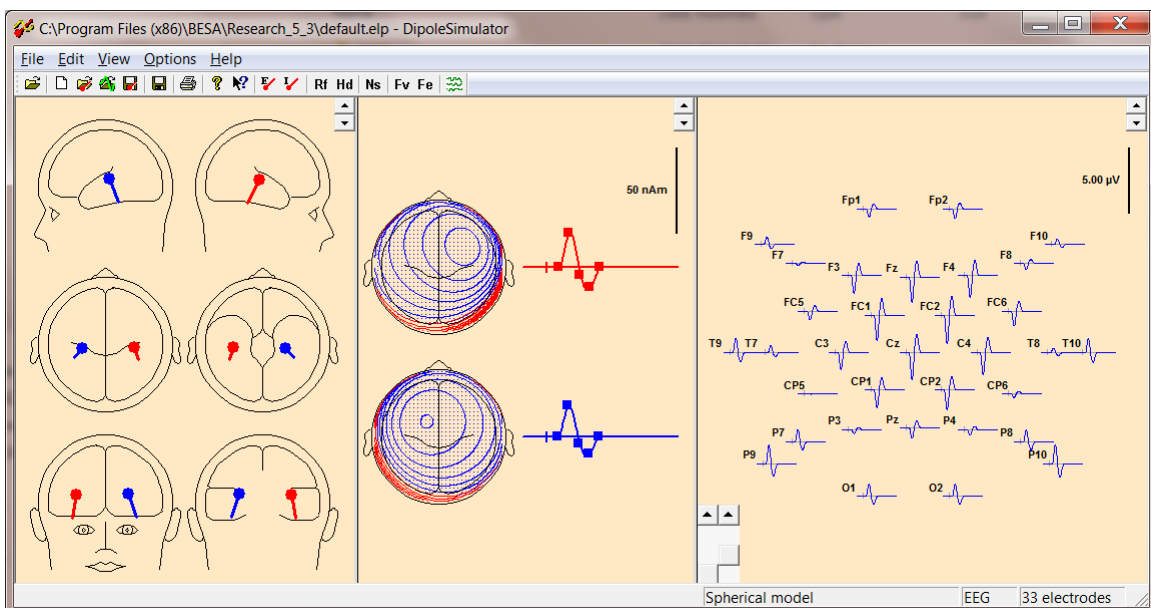 C:\Program Files (x86)\BESA\Research_5_3\default.elp - DipoleSimulator
File Edit View Options Help
Rf Hd Ns Fv Fe
50 nAm
5.00 µV
Fp1 Fp2
F9 F10
F7 F8
F3 Fz F4
FC5 FC1 FC2 FC6
T9 T7 C3 Cz C4 T8 T10
CP5 CP1 CP2 CP6
P3 Pz P4
P7 P8
P9 P10
O1 O2
Spherical model EEG 33 electrodes